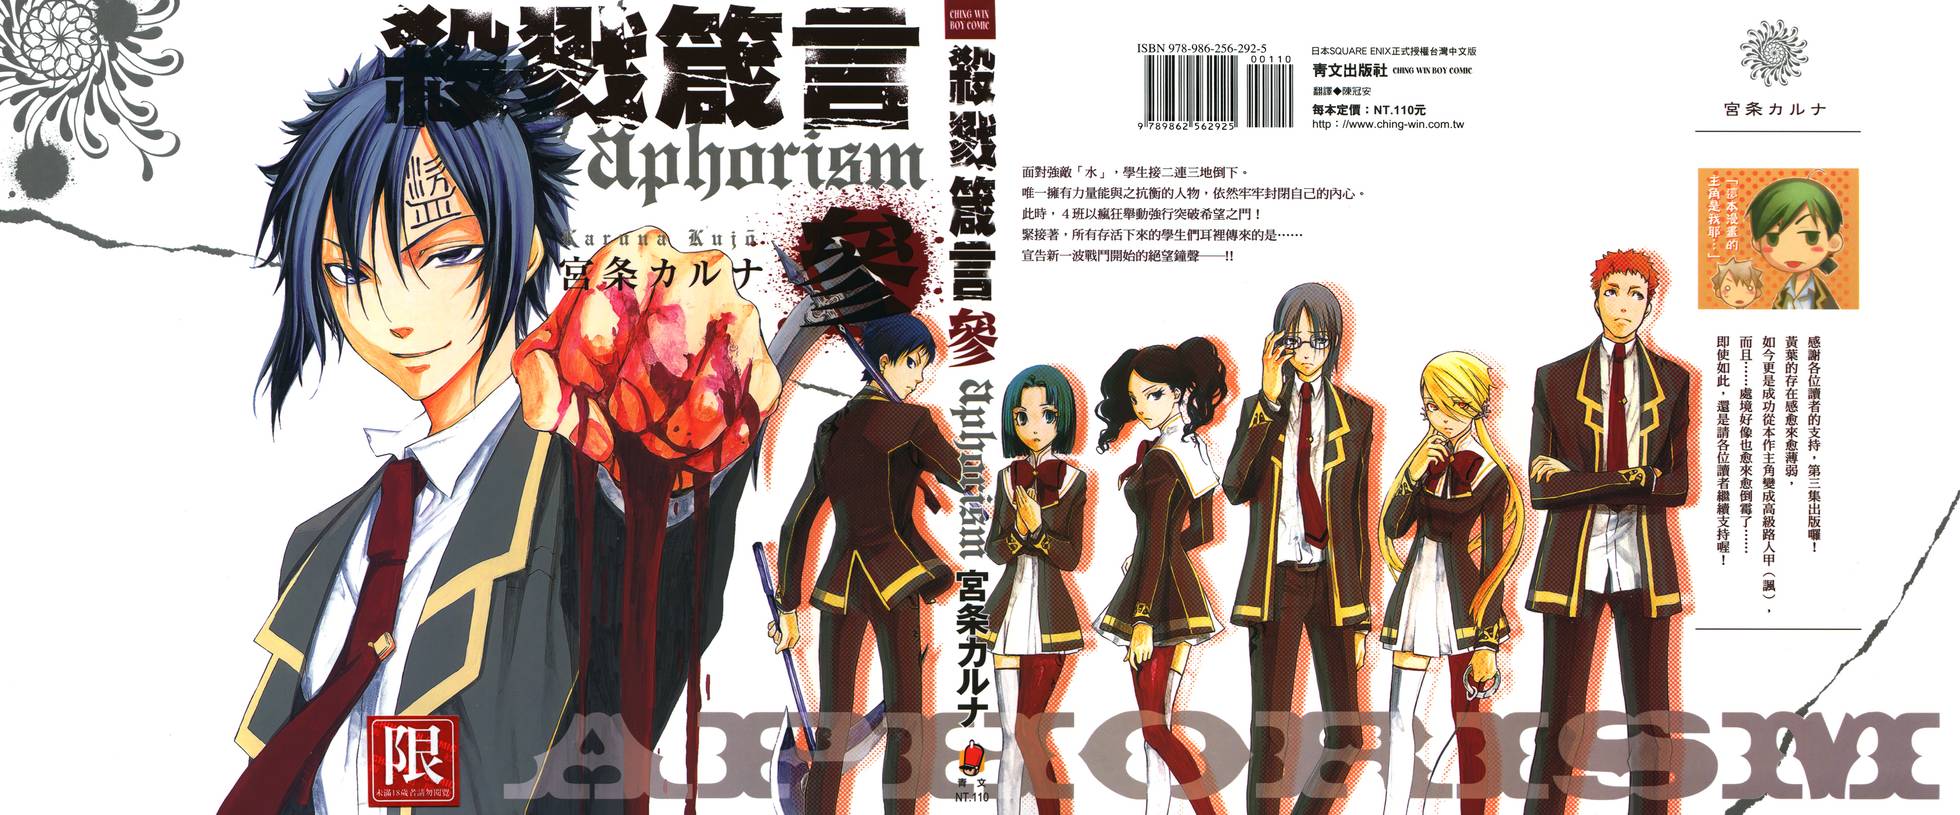 殺戮箴言
aphorism
Karuna Kujō
宮条カルナ
參
限
未滿18歲者請勿閱覽
CHING WIN
BOY COMIC
殺戮箴言 參
aphorism
宮条カルナ
青文
NT.110
ISBN 978-986-256-292-5
00110
9 789862 562925
日本SQUARE ENIX正式授權台灣中文版
青文出版社 CHING WIN BOY COMIC
翻譯◆陳冠安
每本定價：NT.110元
http：//www.ching-win.com.tw
面對強敵「水」，學生接二連三地倒下。
唯一擁有力量能與之抗衡的人物，依然牢牢封閉自己的內心。
此時，４班以瘋狂舉動強行突破希望之門！
緊接著，所有存活下來的學生們耳裡傳來的是……
宣告新一波戰鬥開始的絕望鐘聲——!!
宮条カルナ
「這本漫畫的
主角是我耶…」
感謝各位讀者的支持，第三集出版囉！
黃葉的存在感愈來愈薄弱，
如今更是成功從本作主角變成高級路人甲（諷），
而且……處境好像也愈來愈倒霉了……
即使如此，還是請各位讀者繼續支持喔！
APHORISM